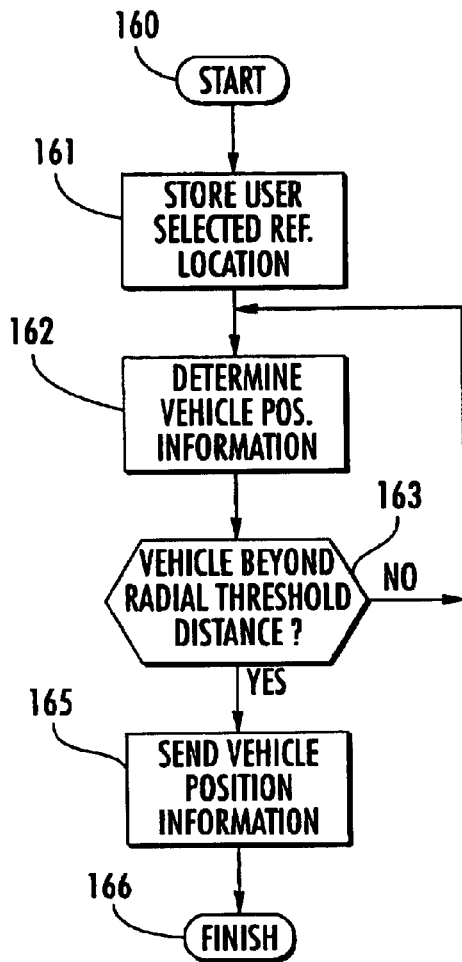 160
START
161
STORE USER
SELECTED REF.
LOCATION
162
DETERMINE
VEHICLE POS.
INFORMATION
163
VEHICLE BEYOND
RADIAL THRESHOLD
DISTANCE ?
NO
YES
165
SEND VEHICLE
POSITION
INFORMATION
166
FINISH